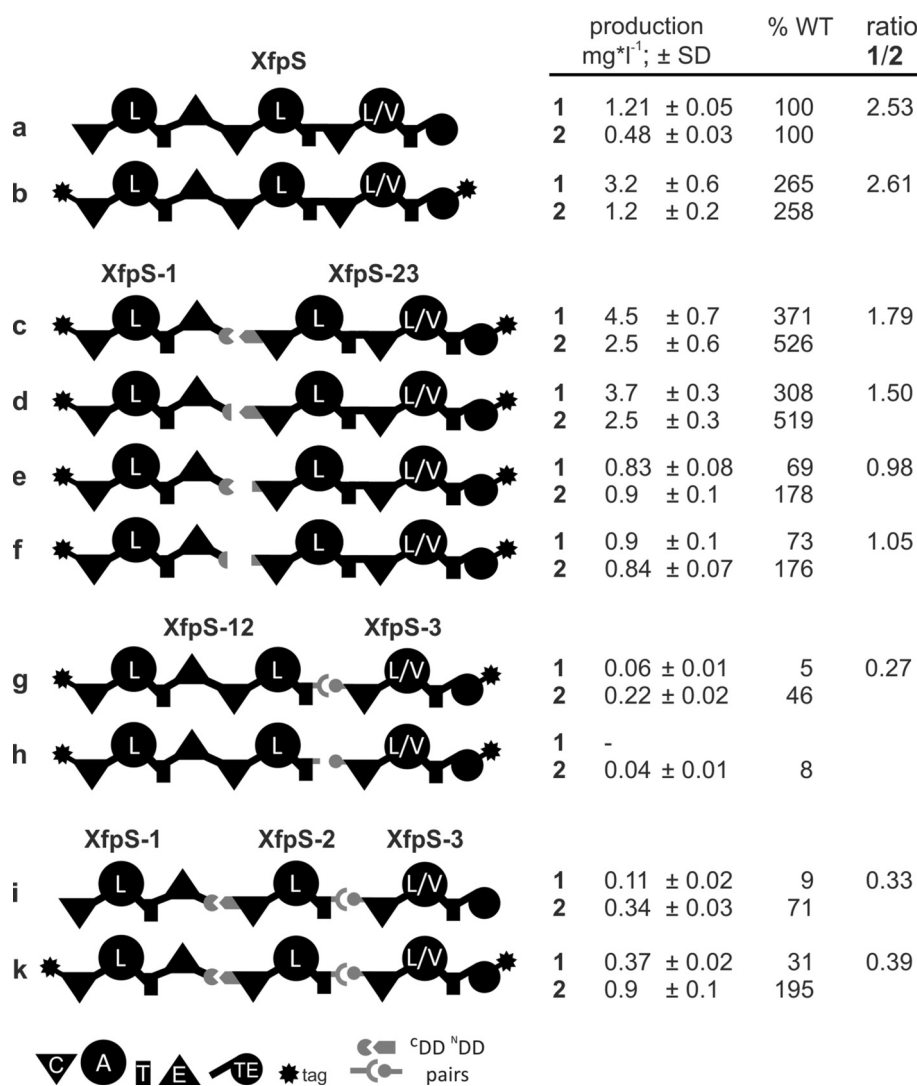 production % WT ratio
mg*l⁻¹; ± SD 1/2
XfpS
a L L L/V 1 1.21 ± 0.05 100 2.53
2 0.48 ± 0.03 100
b L L L/V 1 3.2 ± 0.6 265 2.61
2 1.2 ± 0.2 258
XfpS-1 XfpS-23
c L L L/V 1 4.5 ± 0.7 371 1.79
2 2.5 ± 0.6 526
d L L L/V 1 3.7 ± 0.3 308 1.50
2 2.5 ± 0.3 519
e L L L/V 1 0.83 ± 0.08 69 0.98
2 0.9 ± 0.1 178
f L L L/V 1 0.9 ± 0.1 73 1.05
2 0.84 ± 0.07 176
XfpS-12 XfpS-3
g L L L/V 1 0.06 ± 0.01 5 0.27
2 0.22 ± 0.02 46
h L L L/V 1 -
2 0.04 ± 0.01 8
XfpS-1 XfpS-2 XfpS-3
i L L L/V 1 0.11 ± 0.02 9 0.33
2 0.34 ± 0.03 71
k L L L/V 1 0.37 ± 0.02 31 0.39
2 0.9 ± 0.1 195
C A T E TE tag ᶜDD ᴺDD
pairs